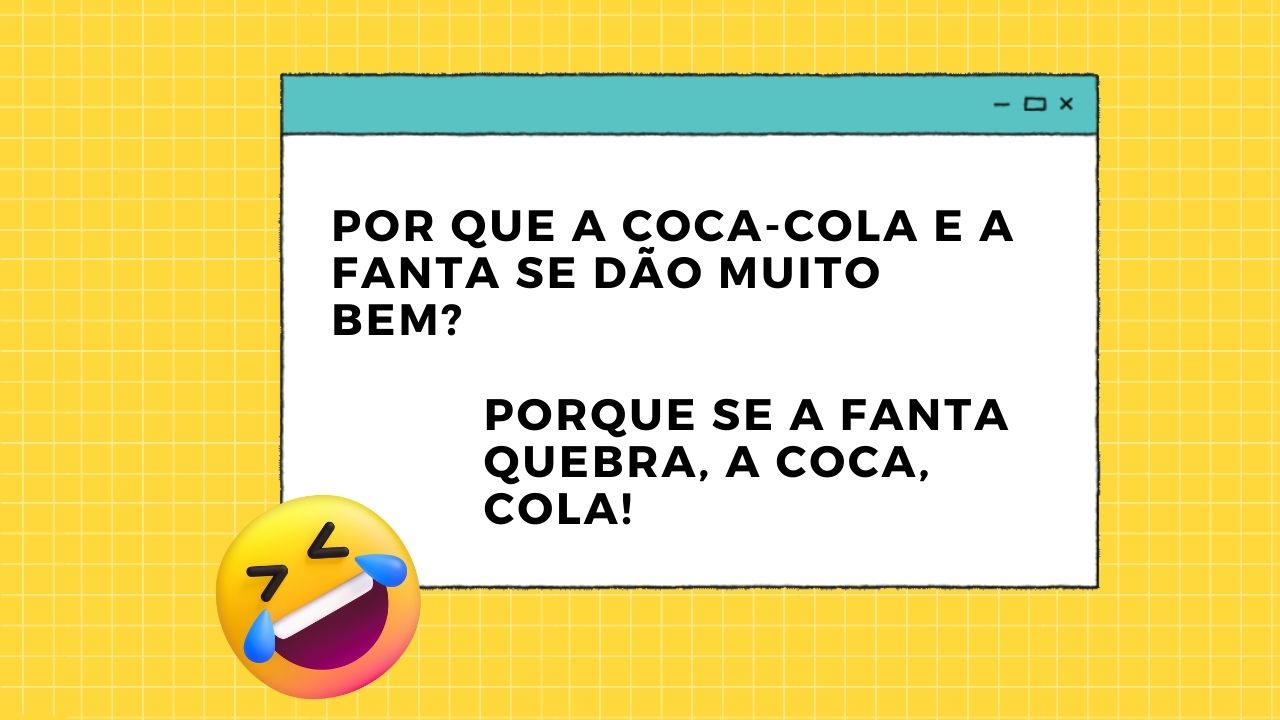 POR QUE A COCA-COLA E A
FANTA SE DÃO MUITO
BEM?
PORQUE SE A FANTA
QUEBRA, A COCA,
COLA!